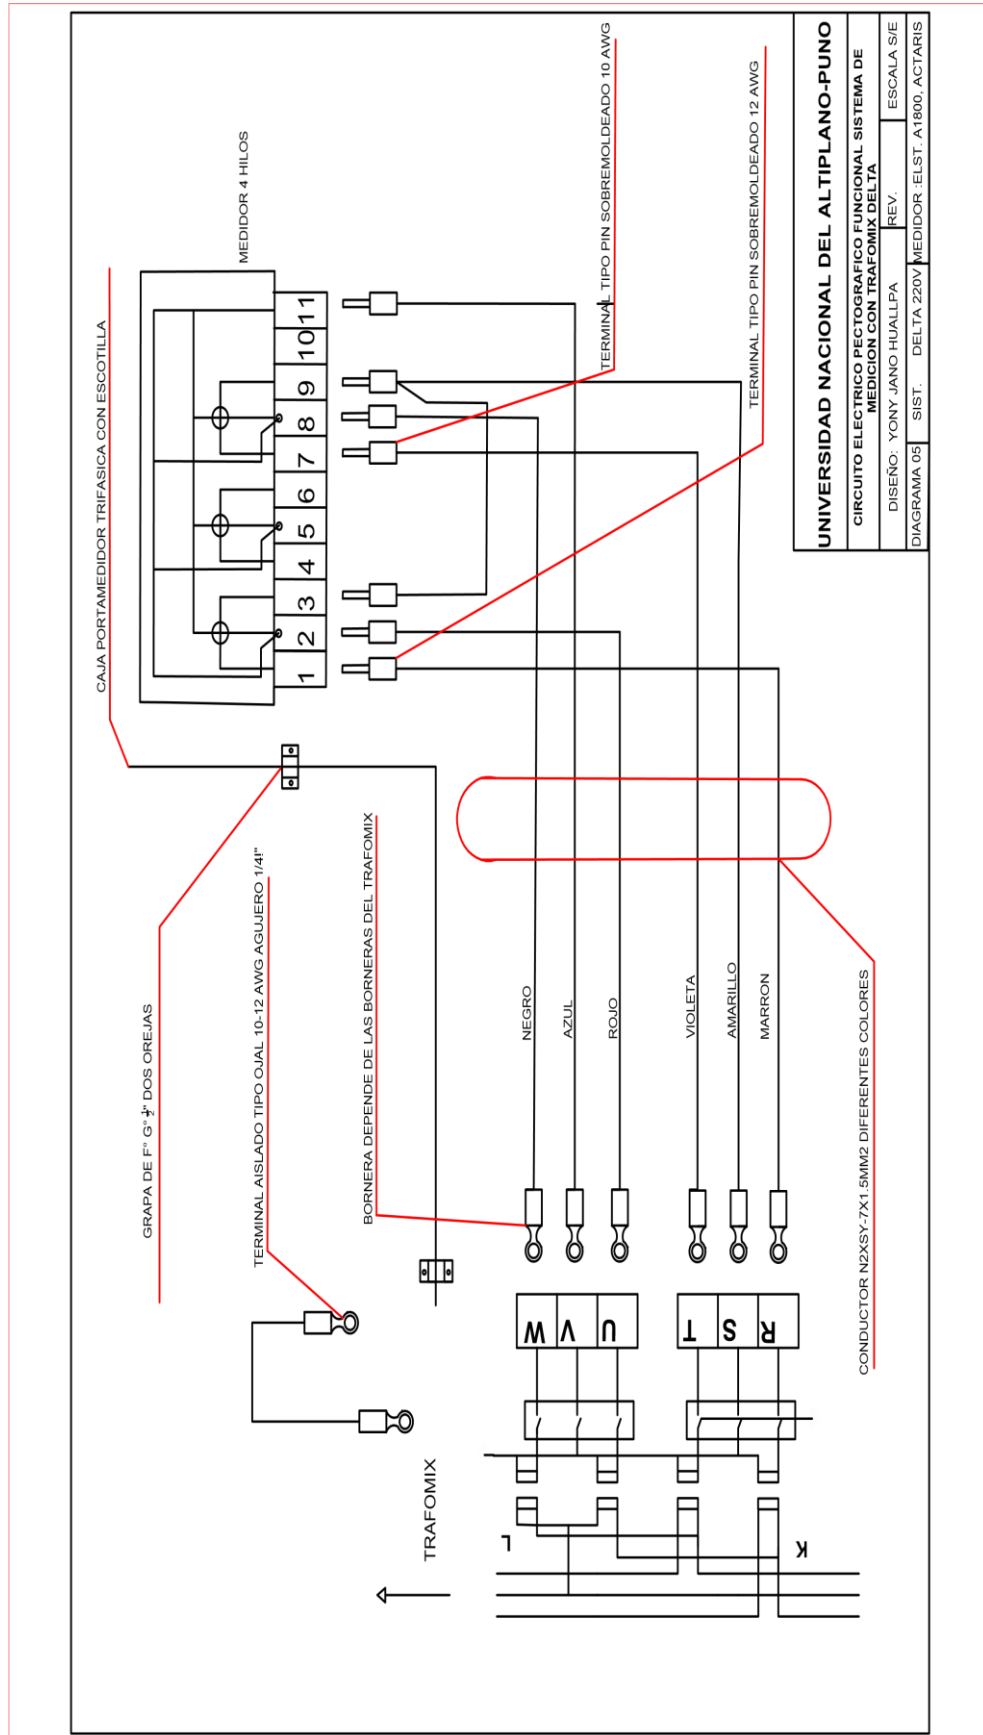 CAJA PORTAMEDIDOR TRIFASICA CON ESCOTILLA
MEDIDOR 4 HILOS
1 2 3 4 5 6 7 8 9 10 11
TERMINAL TIPO PIN SOBREMOLDEADO 10 AWG
TERMINAL TIPO PIN SOBREMOLDEADO 12 AWG
GRAPA DE F° G° ½" DOS OREJAS
TERMINAL AISLADO TIPO OJAL 10-12 AWG AGUJERO 1/4!"
BORNERA DEPENDE DE LAS BORNERAS DEL TRAFOMIX
NEGRO
AZUL
ROJO
VIOLETA
AMARILLO
MARRON
CONDUCTOR N2XSY-7X1.5MM2 DIFERENTES COLORES
W V U
T S R
TRAFOMIX
L
K
UNIVERSIDAD NACIONAL DEL ALTIPLANO-PUNO
CIRCUITO ELECTRICO PECTOGRAFICO FUNCIONAL SISTEMA DE
MEDICION CON TRAFOMIX DELTA
DISEÑO: YONY JANO HUALLPA REV. ESCALA S/E
DIAGRAMA 05 SIST. DELTA 220V MEDIDOR :ELST. A1800, ACTARIS